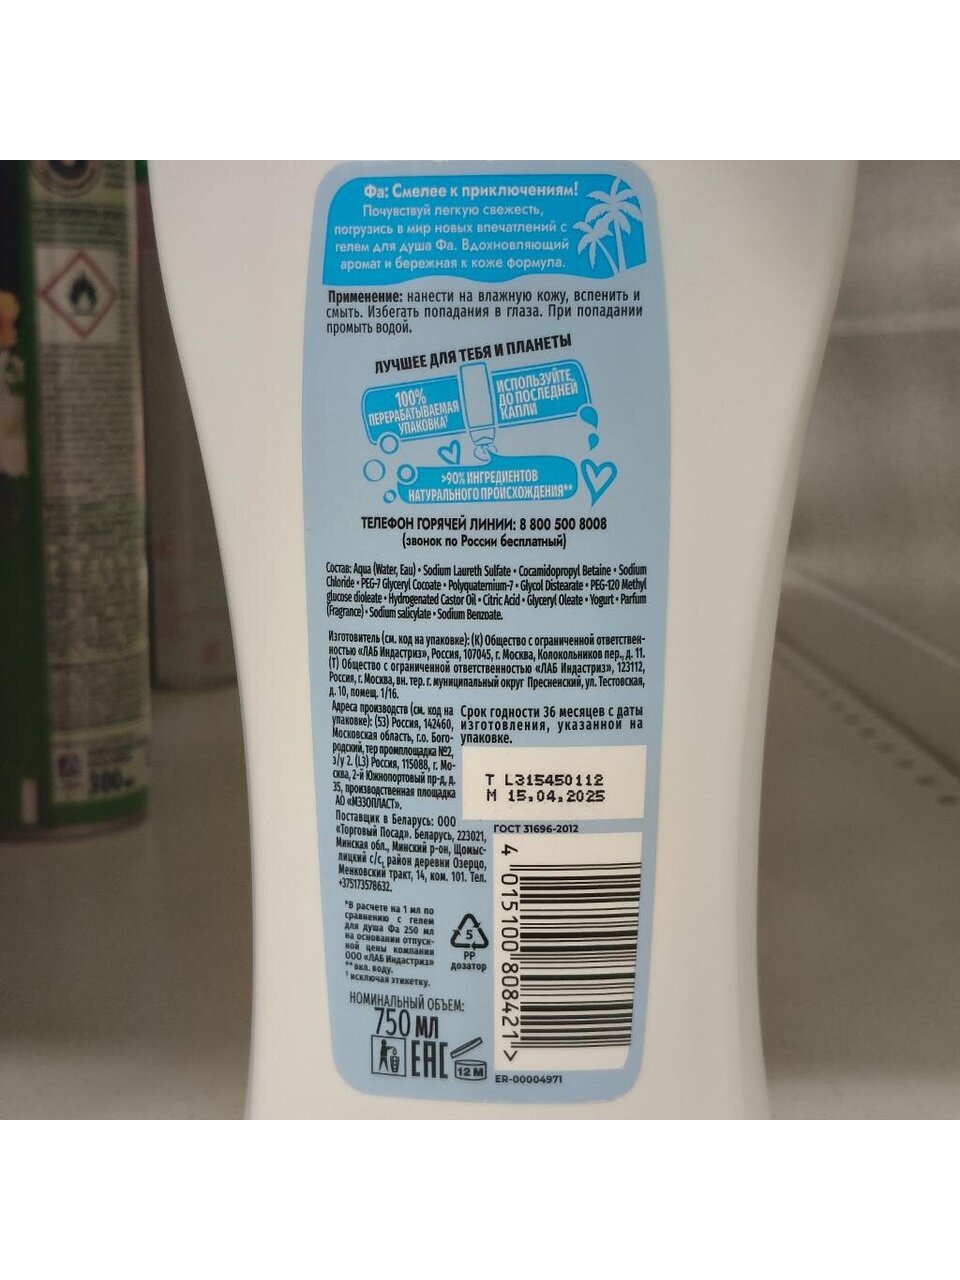 Фа: Смелее к приключениям!
Почувствуй легкую свежесть,
погрузись в мир новых впечатлений с
гелем для душа Фа. Вдохновляющий
аромат и бережная к коже формула.
Применение: нанести на влажную кожу, вспенить и
смыть. Избегать попадания в глаза. При попадании
промыть водой.
ЛУЧШЕЕ ДЛЯ ТЕБЯ И ПЛАНЕТЫ
100%
ПЕРЕРАБАТЫВАЕМАЯ
УПАКОВКА¹
ИСПОЛЬЗУЙТЕ
ДО ПОСЛЕДНЕЙ
КАПЛИ
>90% ИНГРЕДИЕНТОВ
НАТУРАЛЬНОГО ПРОИСХОЖДЕНИЯ**
ТЕЛЕФОН ГОРЯЧЕЙ ЛИНИИ: 8 800 500 8008
(звонок по России бесплатный)
Состав: Aqua (Water, Eau) • Sodium Laureth Sulfate • Cocamidopropyl Betaine • Sodium
Chloride • PEG-7 Glyceryl Cocoate • Polyquaternium-7 • Glycol Distearate • PEG-120 Methyl
glucose dioleate • Hydrogenated Castor Oil • Citric Acid • Glyceryl Oleate • Yogurt • Parfum
(Fragrance) • Sodium salicylate • Sodium Benzoate.
Изготовитель (см. код на упаковке): (К) Общество с ограниченной ответствен-
ностью «ЛАБ Индастриз», Россия, 107045, г. Москва, Колокольников пер., д. 11.
(Т) Общество с ограниченной ответственностью «ЛАБ Индастриз», 123112,
Россия, г. Москва, вн. тер. г. муниципальный округ Пресненский, ул. Тестовская,
д. 10, помещ. 1/16.
Адреса производств (см. код на
упаковке): (53) Россия, 142460,
Московская область, г.о. Бого-
родский, тер промплощадка №2,
з/у 2. (L3) Россия, 115088, г. Мо-
сква, 2-й Южнопортовый пр-д, д.
35, производственная площадка
АО «МЭЗОПЛАСТ».
Поставщик в Беларусь: ООО
«Торговый Посад». Беларусь, 223021,
Минская обл., Минский р-он, Щомыс-
лицкий с/с, район деревни Озерцо,
Менковский тракт, 14, ком. 101. Тел.
+375173578632.
Срок годности 36 месяцев с даты
изготовления, указанной на
упаковке.
T L315450112
M 15.04.2025
ГОСТ 31696-2012
4 015100 808421 >
ER-00004971
*В расчете на 1 мл по
сравнению с гелем
для душа Фа 250 мл
на основании отпуск-
ной цены компании
ООО «ЛАБ Индастриз»
**вкл. воду.
¹ исключая этикетку.
5
PP
дозатор
НОМИНАЛЬНЫЙ ОБЪЕМ:
750 МЛ
EAC
12 M